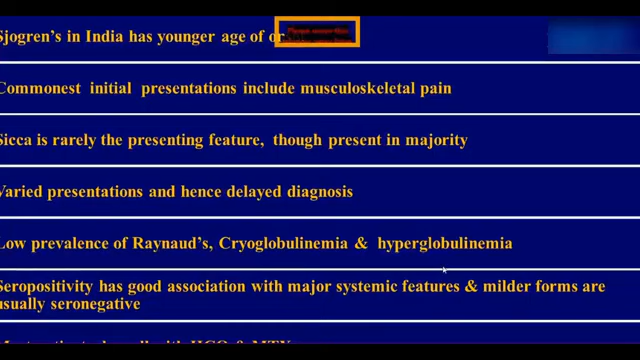 Sjogren's in India has younger age of
Commonest initial presentations include musculoskeletal pain
Sicca is rarely the presenting feature, though present in majority
Varied presentations and hence delayed diagnosis
Low prevalence of Raynaud's, Cryoglobulinemia & hyperglobulinemia
Seropositivity has good association with major systemic features & milder forms are
usually seronegative